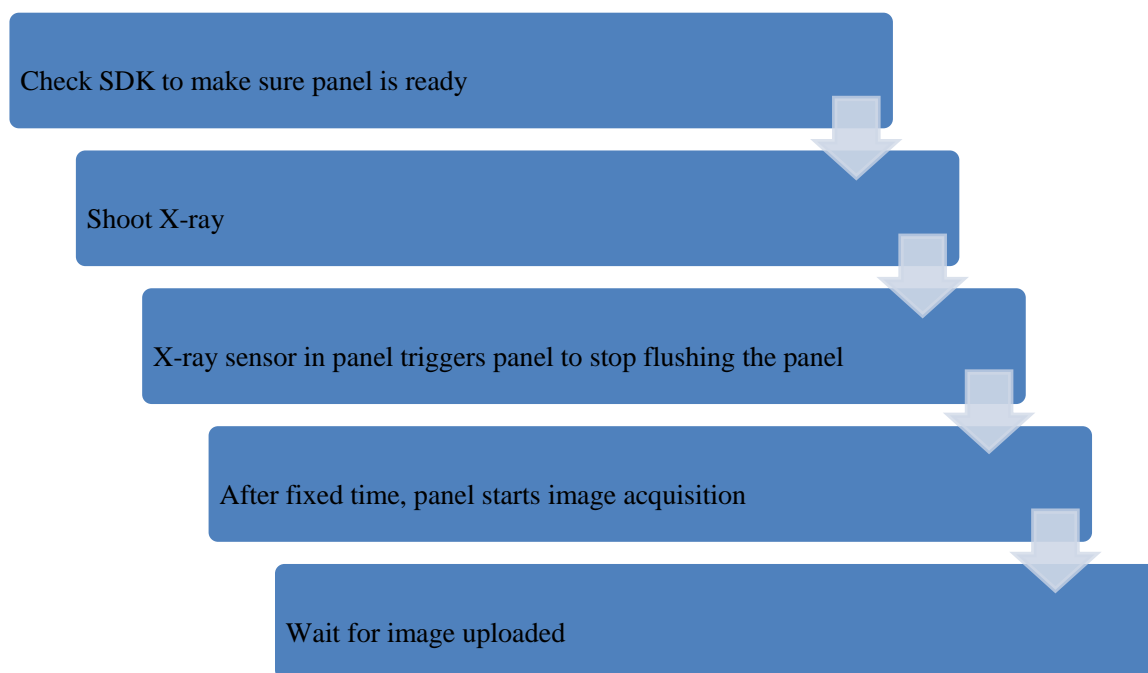 Check SDK to make sure panel is ready
Shoot X-ray
X-ray sensor in panel triggers panel to stop flushing the panel
After fixed time, panel starts image acquisition
Wait for image uploaded